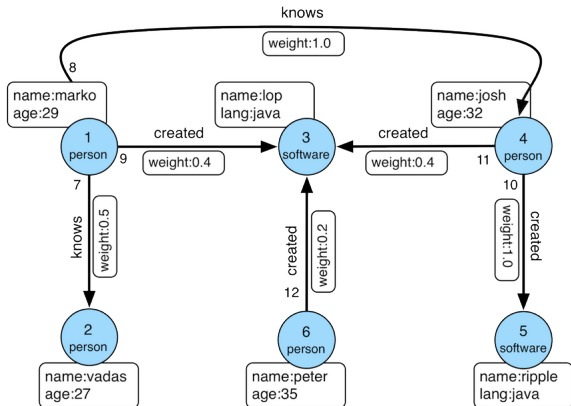 knows
weight:1.0
8
name:marko
age:29
name:lop
lang:java
name:josh
age:32
1
person
created
9
weight:0.4
3
software
created
11
weight:0.4
4
person
7
10
knows
weight:0.5
created
weight:0.2
12
weight:1.0
created
2
person
6
person
5
software
name:vadas
age:27
name:peter
age:35
name:ripple
lang:java